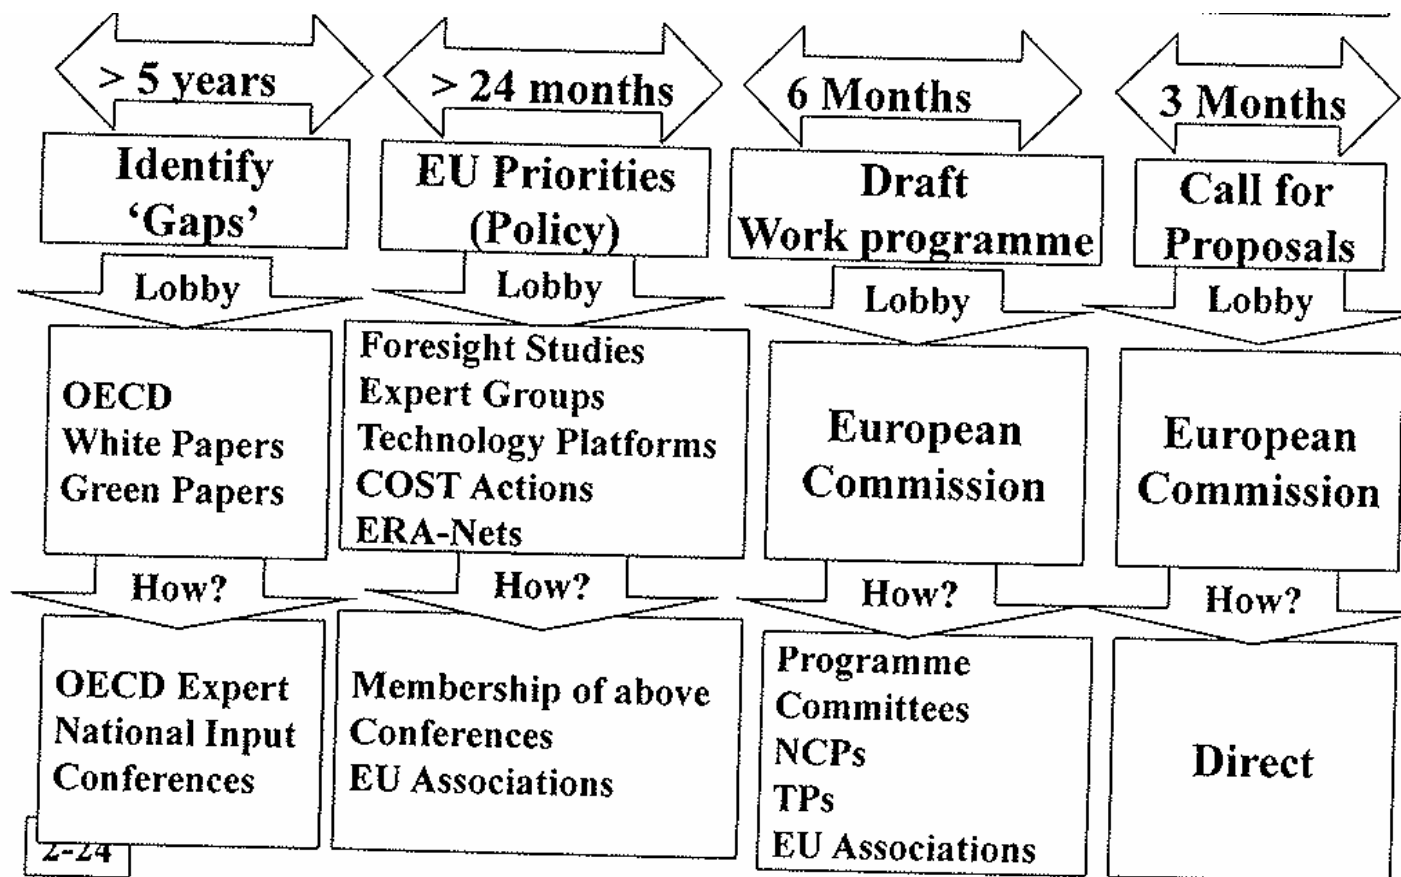 > 5 years
> 24 months
6 Months
3 Months
Identify
‘Gaps’
EU Priorities
(Policy)
Draft
Work programme
Call for
Proposals
Lobby
Lobby
Lobby
Lobby
OECD
White Papers
Green Papers
Foresight Studies
Expert Groups
Technology Platforms
COST Actions
ERA-Nets
European
Commission
European
Commission
How?
How?
How?
How?
OECD Expert
National Input
Conferences
Membership of above
Conferences
EU Associations
Programme
Committees
NCPs
TPs
EU Associations
Direct
2-24